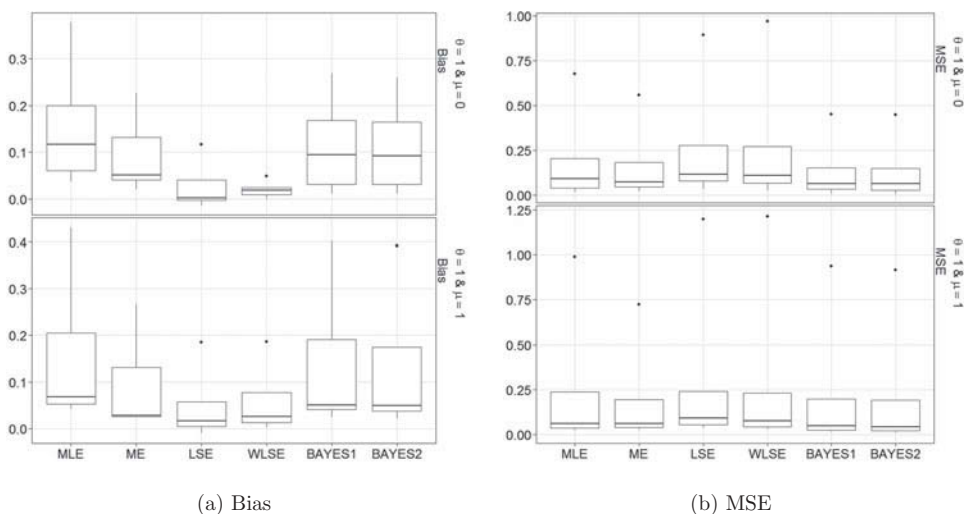 0.3
0.2
0.1
0.0
θ = 1 & μ = 0
Bias
0.4
0.3
0.2
0.1
0.0
θ = 1 & μ = 1
Bias
MLE ME LSE WLSE BAYES1 BAYES2
(a) Bias
1.00
0.75
0.50
0.25
0.00
θ = 1 & μ = 0
MSE
1.25
1.00
0.75
0.50
0.25
0.00
θ = 1 & μ = 1
MSE
MLE ME LSE WLSE BAYES1 BAYES2
(b) MSE